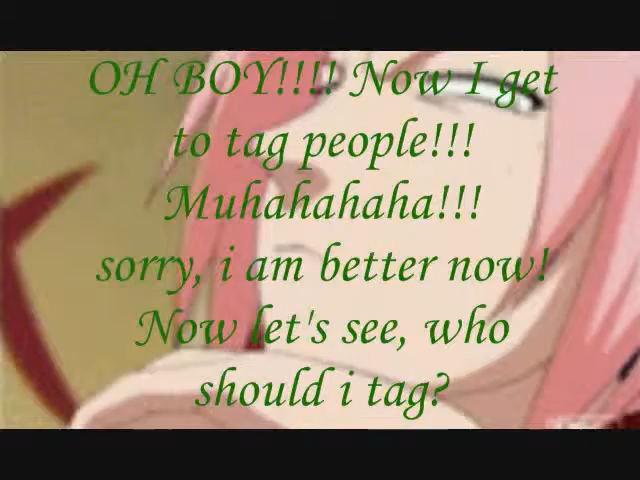 OH BOY!!!! Now I get
to tag people!!!
Muhahahaha!!!
sorry, i am better now!
Now let's see, who
should i tag?